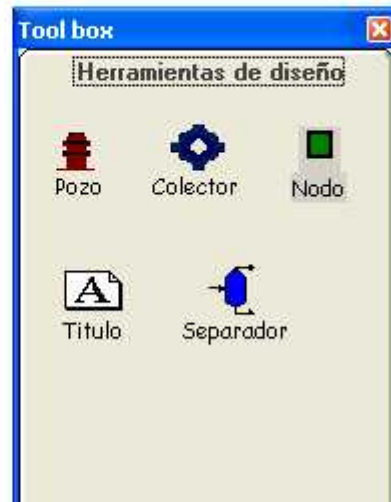 Tool box
Herramientas de diseño
Pozo Colector Nodo
A
Titulo Separador